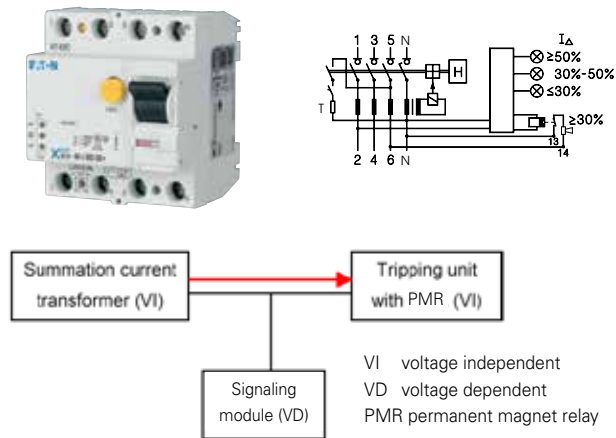 EATON
1 3 5 N
I△
≥50%
30%-50%
≤30%
H
T
≥30%
13
14
2 4 6 N
Summation current
transformer (VI)
Tripping unit
with PMR (VI)
Signaling
module (VD)
VI voltage independent
VD voltage dependent
PMR permanent magnet relay